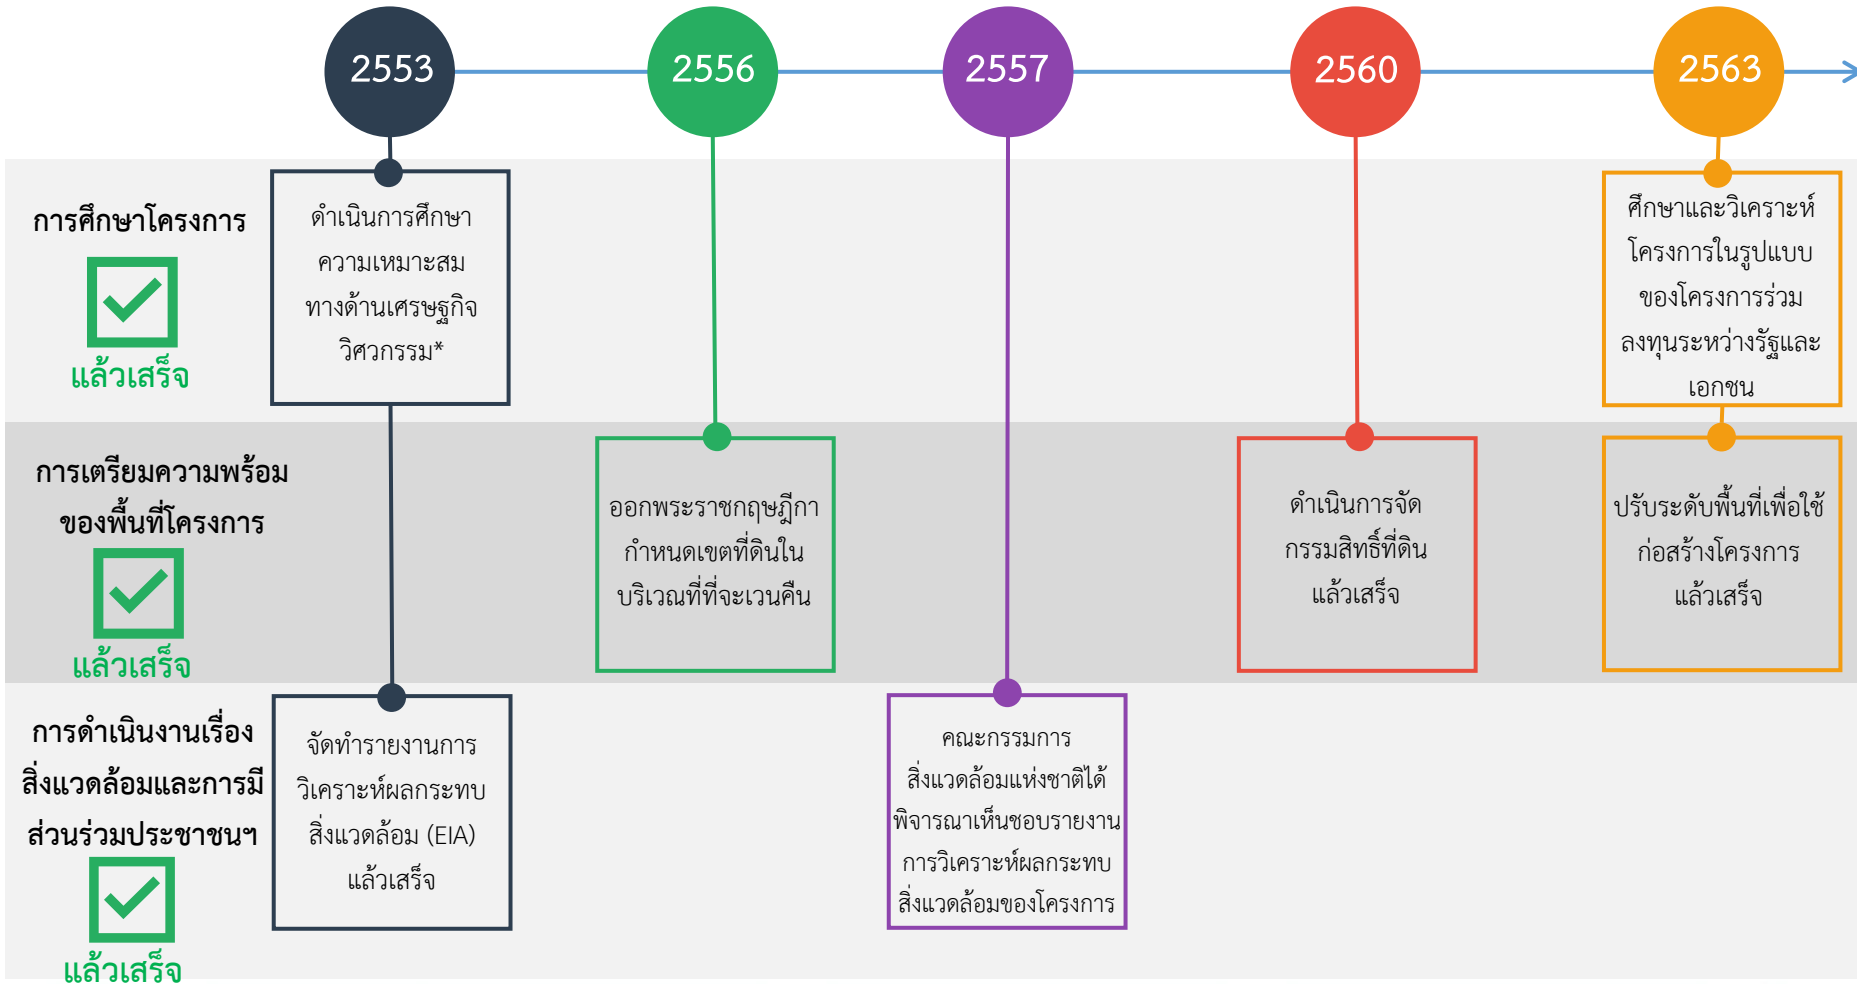 2553
2556
2557
2560
2563
การศึกษาโครงการ
แล้วเสร็จ
ดำเนินการศึกษา
ความเหมาะสม
ทางด้านเศรษฐกิจ
วิศวกรรม*
ศึกษาและวิเคราะห์
โครงการในรูปแบบ
ของโครงการร่วม
ลงทุนระหว่างรัฐและ
เอกชน
การเตรียมความพร้อม
ของพื้นที่โครงการ
แล้วเสร็จ
ออกพระราชกฤษฎีกา
กำหนดเขตที่ดินใน
บริเวณที่ที่จะเวนคืน
ดำเนินการจัด
กรรมสิทธิ์ที่ดิน
แล้วเสร็จ
ปรับระดับพื้นที่เพื่อใช้
ก่อสร้างโครงการ
แล้วเสร็จ
การดำเนินงานเรื่อง
สิ่งแวดล้อมและการมี
ส่วนร่วมประชาชนฯ
แล้วเสร็จ
จัดทำรายงานการ
วิเคราะห์ผลกระทบ
สิ่งแวดล้อม (EIA)
แล้วเสร็จ
คณะกรรมการ
สิ่งแวดล้อมแห่งชาติได้
พิจารณาเห็นชอบรายงาน
การวิเคราะห์ผลกระทบ
สิ่งแวดล้อมของโครงการ